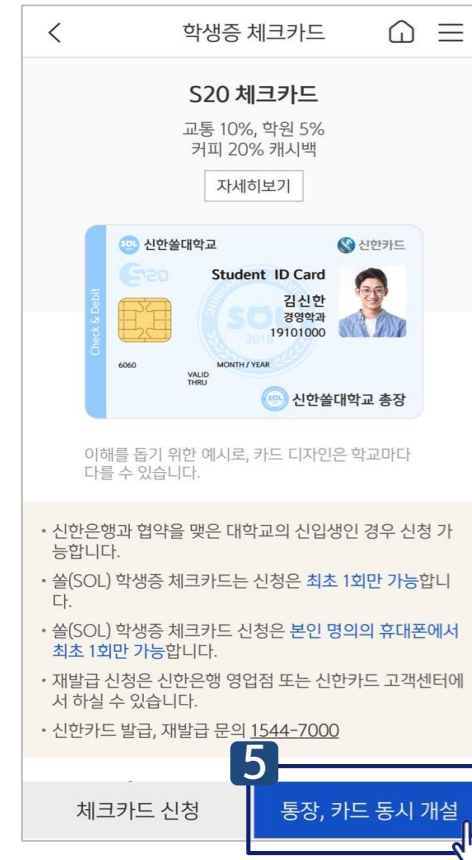 학생증 체크카드
S20 체크카드
교통 10%, 학원 5%
커피 20% 캐시백
자세히보기
SOL 신한쏠대학교
신한카드
S20
Student ID Card
김신한
경영학과
19101000
SOL
2018
Check & Debit
6060
MONTH / YEAR
VALID
THRU
SOL 신한쏠대학교 총장
이해를 돕기 위한 예시로, 카드 디자인은 학교마다
다를 수 있습니다.
• 신한은행과 협약을 맺은 대학교의 신입생인 경우 신청 가
능합니다.
• 쏠(SOL) 학생증 체크카드는 신청은 최초 1회만 가능합니
다.
• 쏠(SOL) 학생증 체크카드 신청은 본인 명의의 휴대폰에서
최초 1회만 가능합니다.
• 재발급 신청은 신한은행 영업점 또는 신한카드 고객센터에
서 하실 수 있습니다.
• 신한카드 발급, 재발급 문의 1544-7000
5
체크카드 신청
통장, 카드 동시 개설